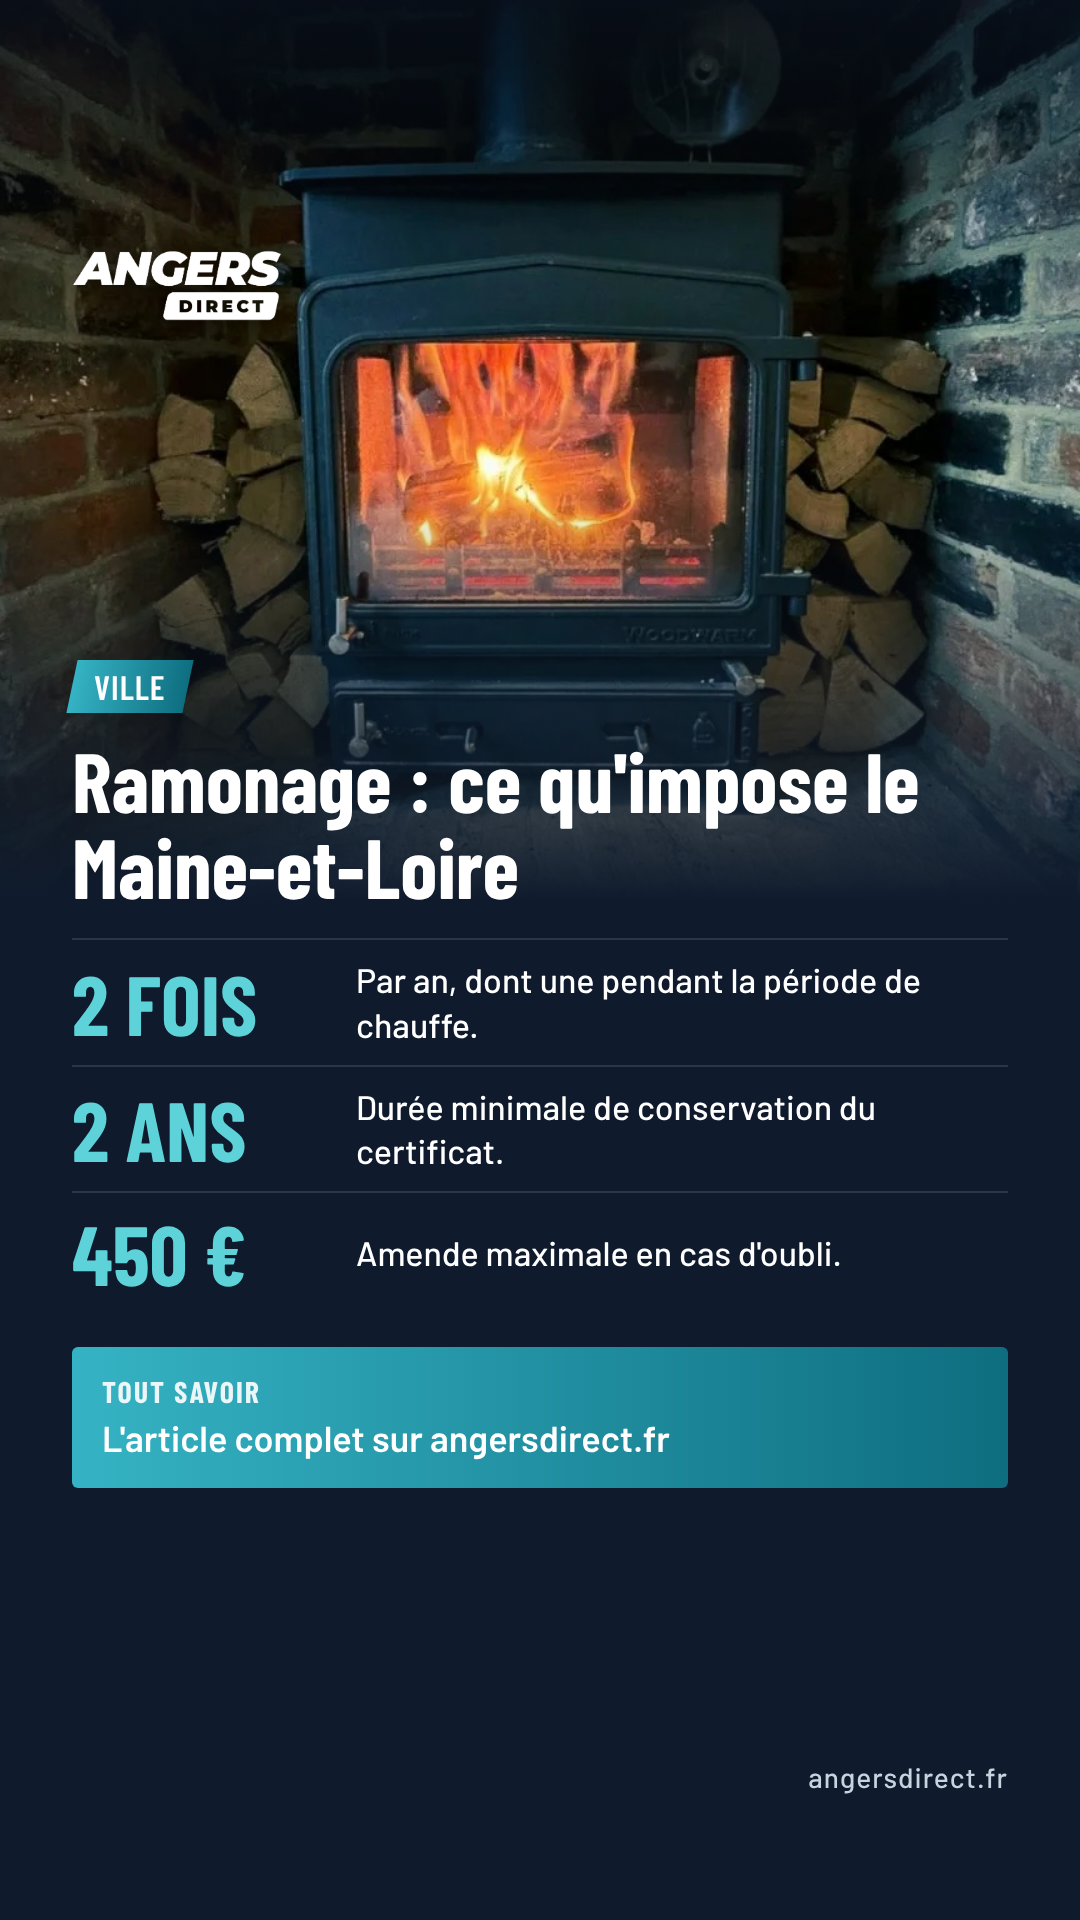 ANGERS
DIRECT
WOODWARM
VILLE
Ramonage : ce qu'impose le
Maine-et-Loire
2 FOIS
Par an, dont une pendant la période de
chauffe.
2 ANS
Durée minimale de conservation du
certificat.
450 €
Amende maximale en cas d'oubli.
TOUT SAVOIR
L'article complet sur angersdirect.fr
angersdirect.fr